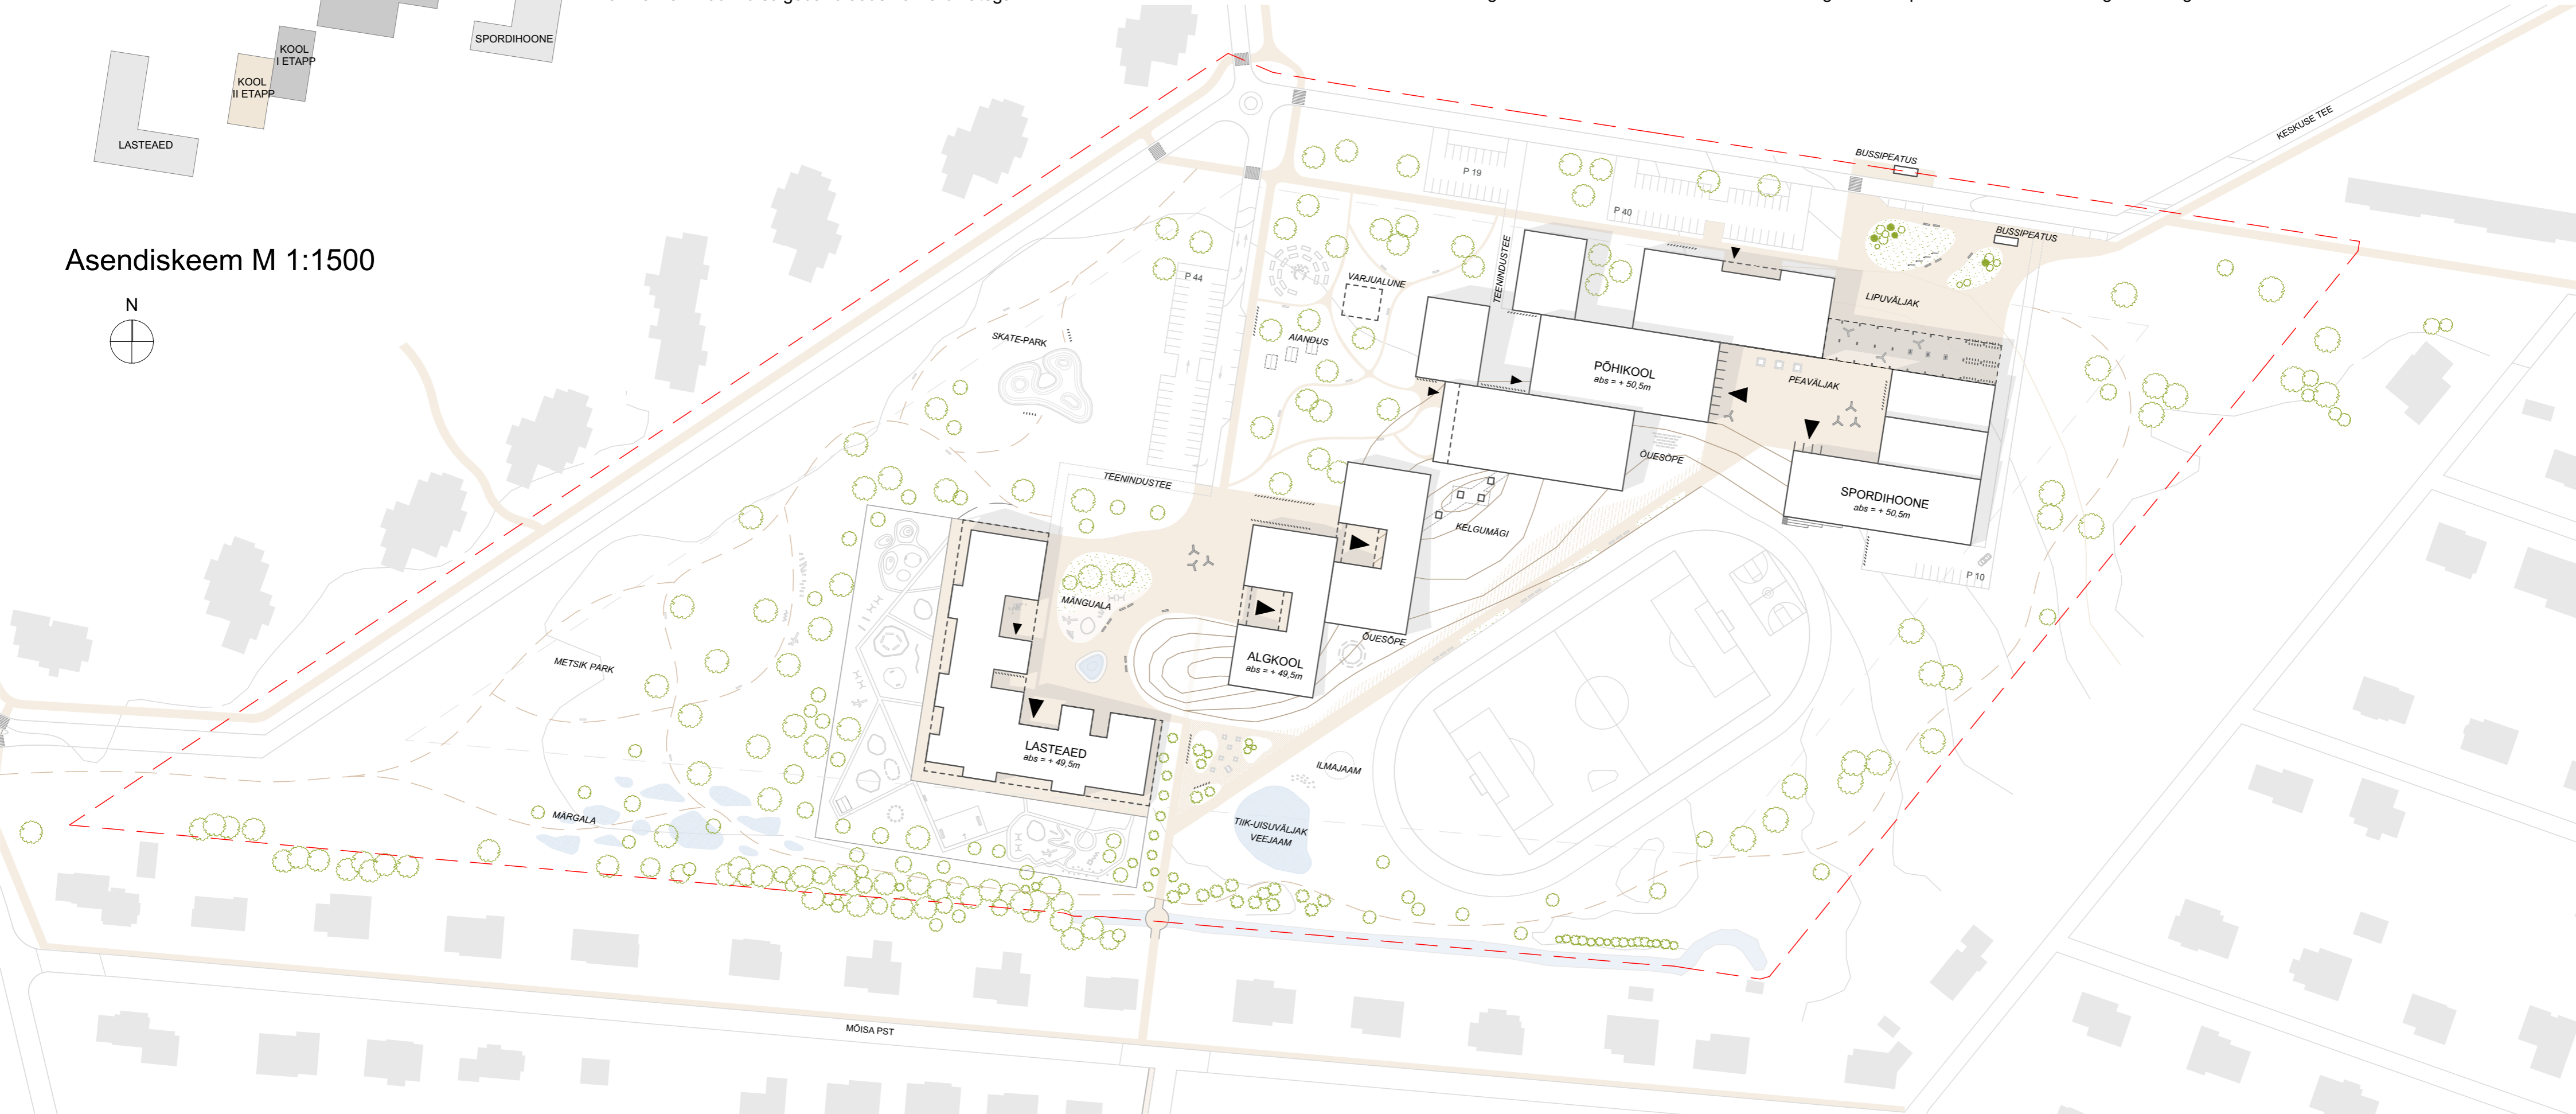 SPORDIHOONE
KOOL
I ETAPP
KOOL
II ETAPP
LASTEAED
Asendiskeem M 1:1500
N
KESKUSE TEE
BUSSIPEATUS
BUSSIPEATUS
P 19
P 40
LIPUVÄLJAK
TEENINDUSTEE
VARJUALUNE
P 44
SKATE-PARK
AIANDUS
PÕHIKOOL
abs = + 50,5m
PEAVÄLJAK
ÕUESÕPE
TEENINDUSTEE
SPORDIHOONE
abs = + 50,5m
KELGUMÄGI
P 10
MÄNGUALA
ÕUESÕPE
ALGKOOL
abs = + 49,5m
METSIK PARK
LASTEAED
abs = + 49,5m
ILMAJAAM
MÄRGALA
TIIK-UISUVÄLJAK
VEEJAAM
MÕISA PST